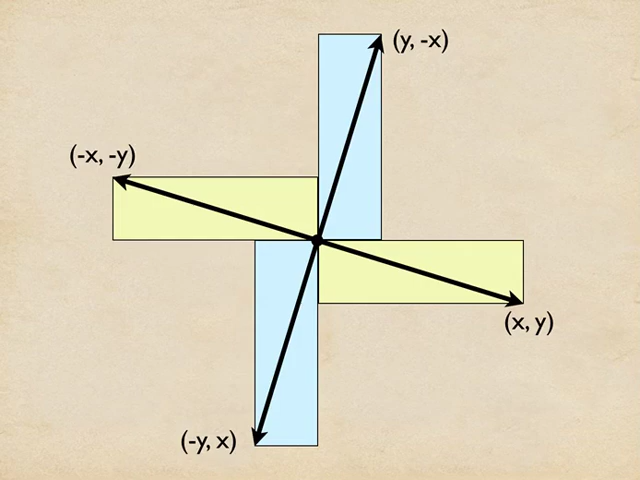 (y, -x)
(-x, -y)
(x, y)
(-y, x)